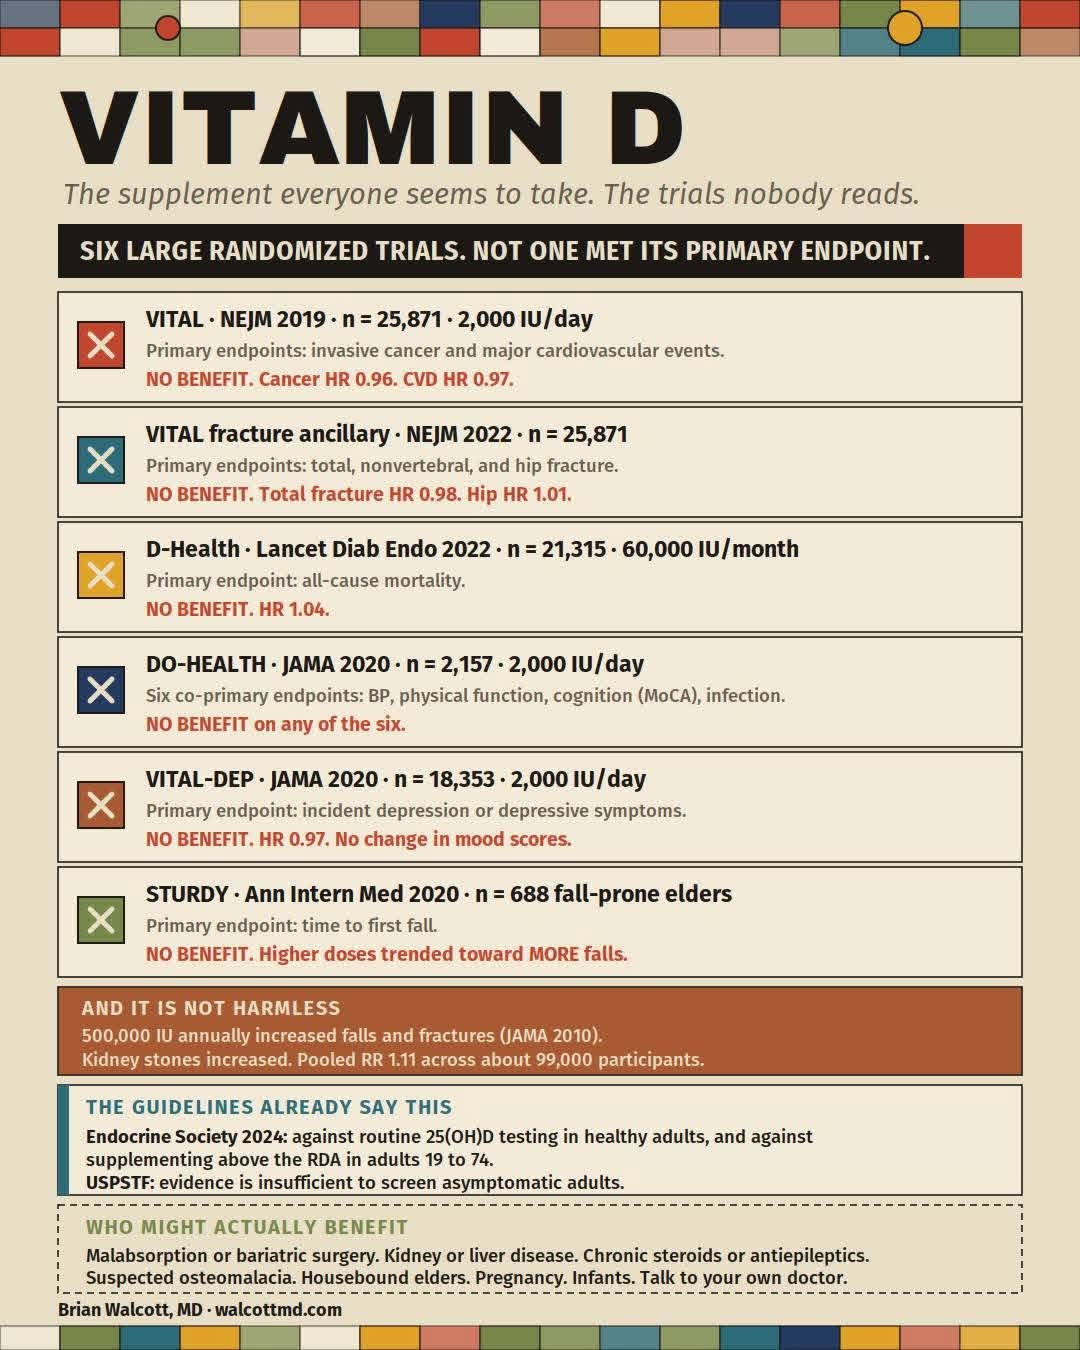 VITAMIN D
The supplement everyone seems to take. The trials nobody reads.
SIX LARGE RANDOMIZED TRIALS. NOT ONE MET ITS PRIMARY ENDPOINT.
VITAL · NEJM 2019 · n = 25,871 · 2,000 IU/day
Primary endpoints: invasive cancer and major cardiovascular events.
NO BENEFIT. Cancer HR 0.96. CVD HR 0.97.
VITAL fracture ancillary · NEJM 2022 · n = 25,871
Primary endpoints: total, nonvertebral, and hip fracture.
NO BENEFIT. Total fracture HR 0.98. Hip HR 1.01.
D-Health · Lancet Diab Endo 2022 · n = 21,315 · 60,000 IU/month
Primary endpoint: all-cause mortality.
NO BENEFIT. HR 1.04.
DO-HEALTH · JAMA 2020 · n = 2,157 · 2,000 IU/day
Six co-primary endpoints: BP, physical function, cognition (MoCA), infection.
NO BENEFIT on any of the six.
VITAL-DEP · JAMA 2020 · n = 18,353 · 2,000 IU/day
Primary endpoint: incident depression or depressive symptoms.
NO BENEFIT. HR 0.97. No change in mood scores.
STURDY · Ann Intern Med 2020 · n = 688 fall-prone elders
Primary endpoint: time to first fall.
NO BENEFIT. Higher doses trended toward MORE falls.
AND IT IS NOT HARMLESS
500,000 IU annually increased falls and fractures (JAMA 2010).
Kidney stones increased. Pooled RR 1.11 across about 99,000 participants.
THE GUIDELINES ALREADY SAY THIS
Endocrine Society 2024: against routine 25(OH)D testing in healthy adults, and against
supplementing above the RDA in adults 19 to 74.
USPSTF: evidence is insufficient to screen asymptomatic adults.
WHO MIGHT ACTUALLY BENEFIT
Malabsorption or bariatric surgery. Kidney or liver disease. Chronic steroids or antiepileptics.
Suspected osteomalacia. Housebound elders. Pregnancy. Infants. Talk to your own doctor.
Brian Walcott, MD · walcottmd.com